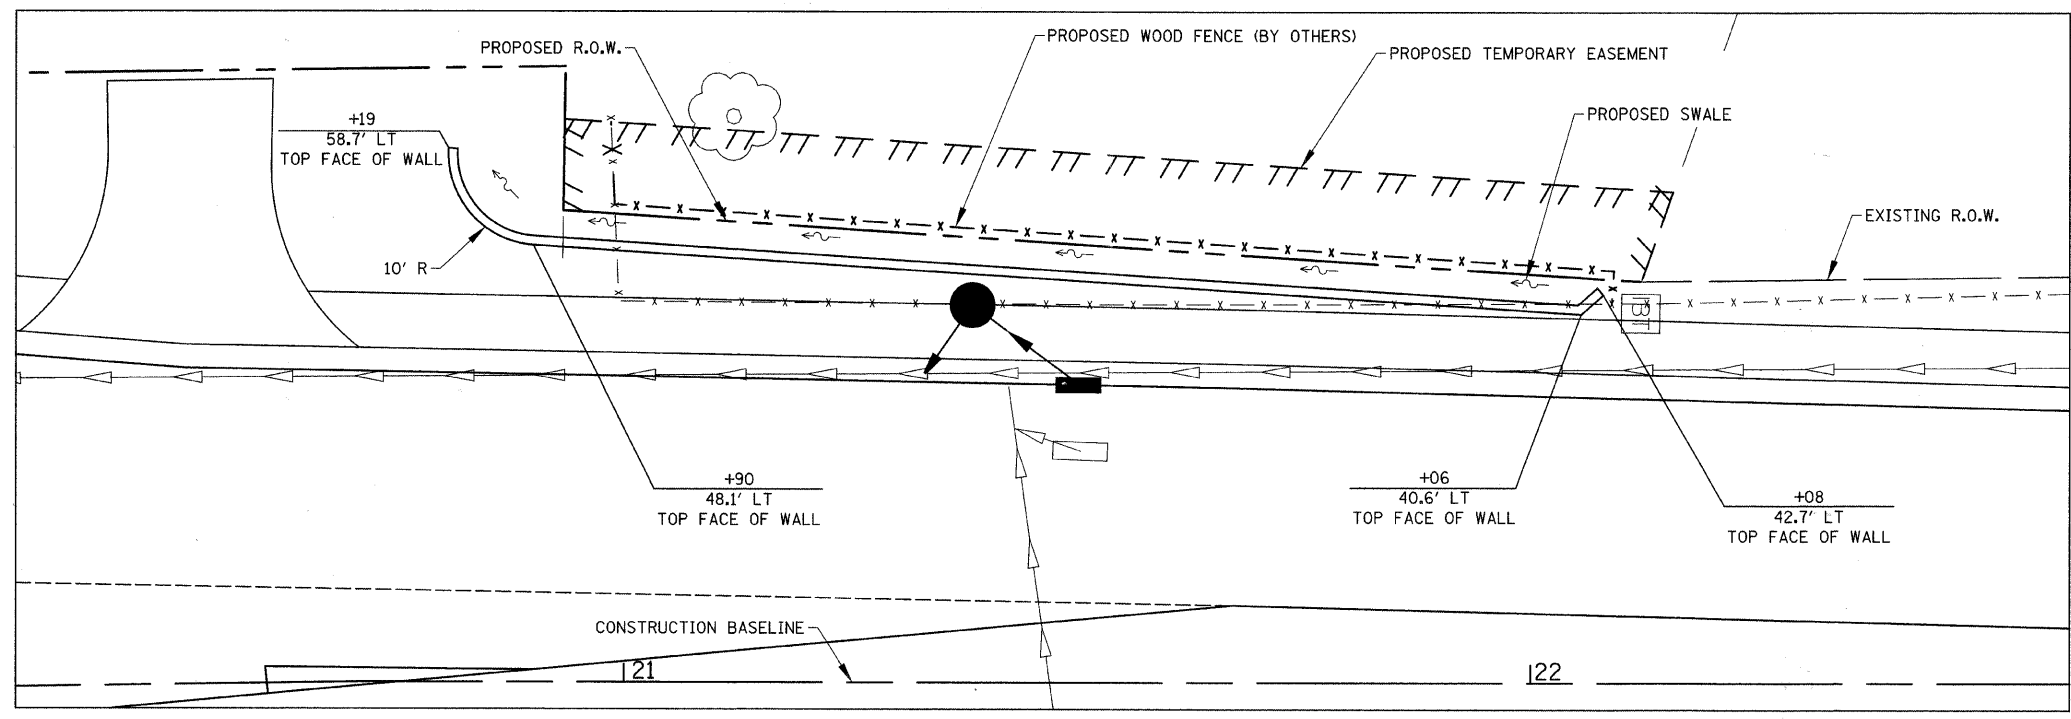 PROPOSED R.O.W.
PROPOSED WOOD FENCE (BY OTHERS)
PROPOSED TEMPORARY EASEMENT
PROPOSED SWALE
EXISTING R.O.W.
+19
58.7' LT
TOP FACE OF WALL
10' R
+90
48.1' LT
TOP FACE OF WALL
+06
40.6' LT
TOP FACE OF WALL
+08
42.7' LT
TOP FACE OF WALL
CONSTRUCTION BASELINE
21
22